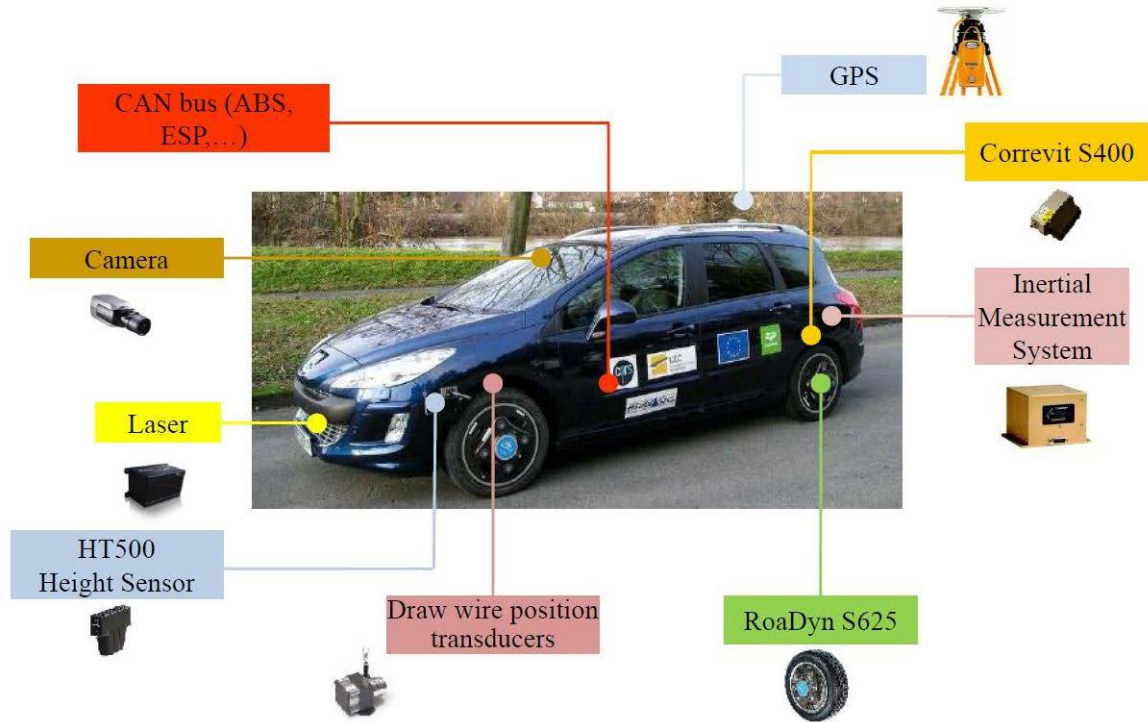 GPS
CAN bus (ABS,
ESP,…)
Correvit S400
Camera
Inertial
Measurement
System
Laser
HT500
Height Sensor
Draw wire position
transducers
RoaDyn S625